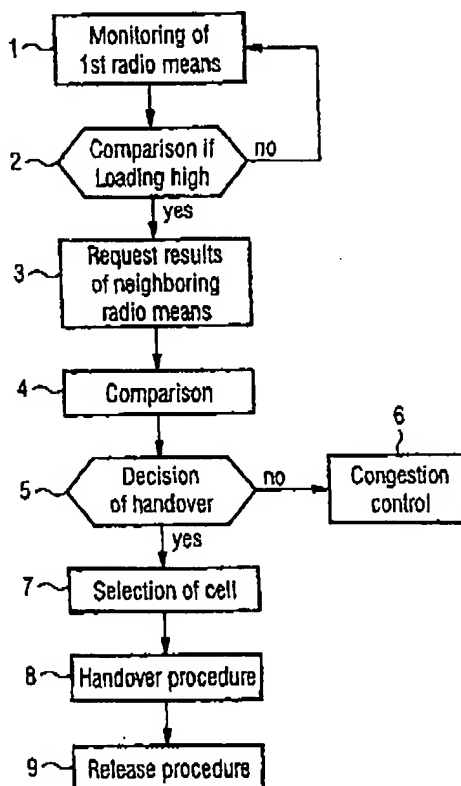 1 Monitoring of
1st radio means
2 Comparison if
Loading high
no
yes
3 Request results
of neighboring
radio means
4 Comparison
5 Decision
of handover
no
yes
6
Congestion
control
7 Selection of cell
8 Handover procedure
9 Release procedure